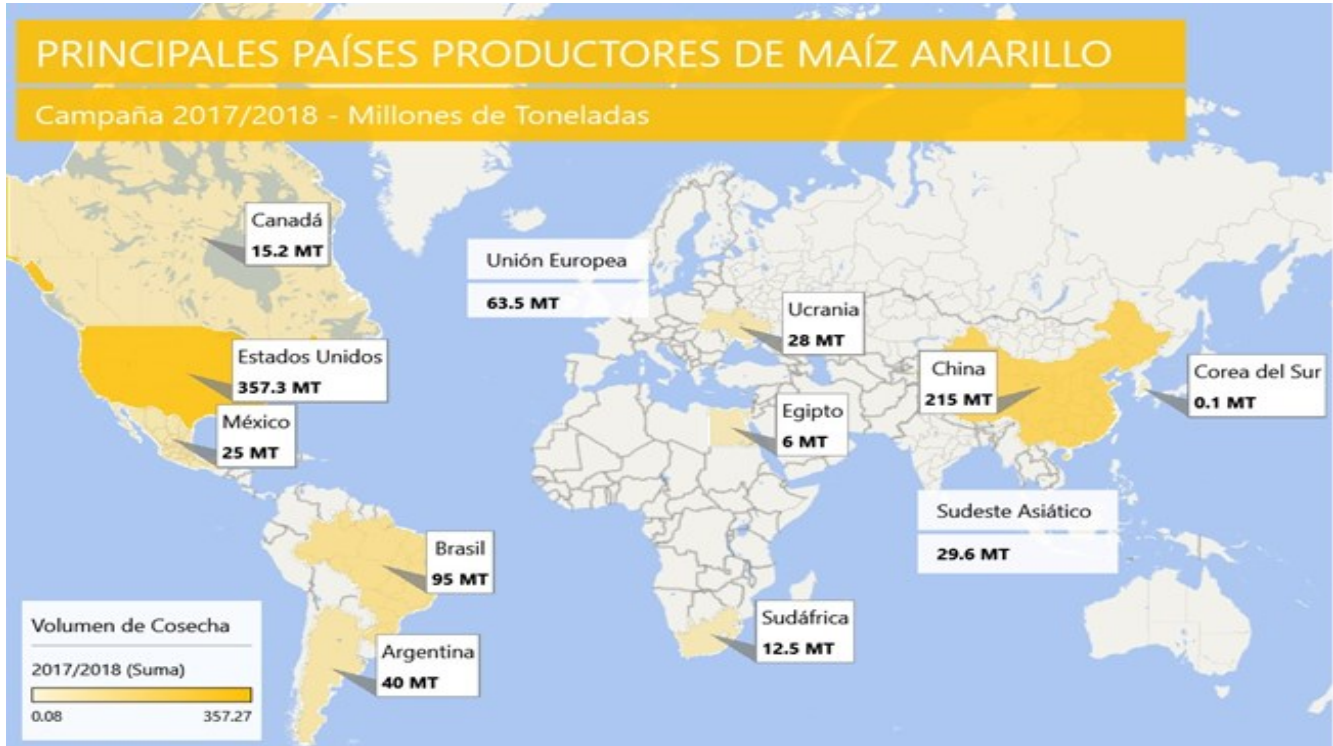 PRINCIPALES PAÍSES PRODUCTORES DE MAÍZ AMARILLO
Campaña 2017/2018 - Millones de Toneladas
Canadá
15.2 MT
Unión Europea
63.5 MT
Ucrania
28 MT
Estados Unidos
357.3 MT
China
215 MT
Corea del Sur
0.1 MT
México
25 MT
Egipto
6 MT
Sudeste Asiático
29.6 MT
Brasil
95 MT
Sudáfrica
12.5 MT
Argentina
40 MT
Volumen de Cosecha
2017/2018 (Suma)
0.08 357.27